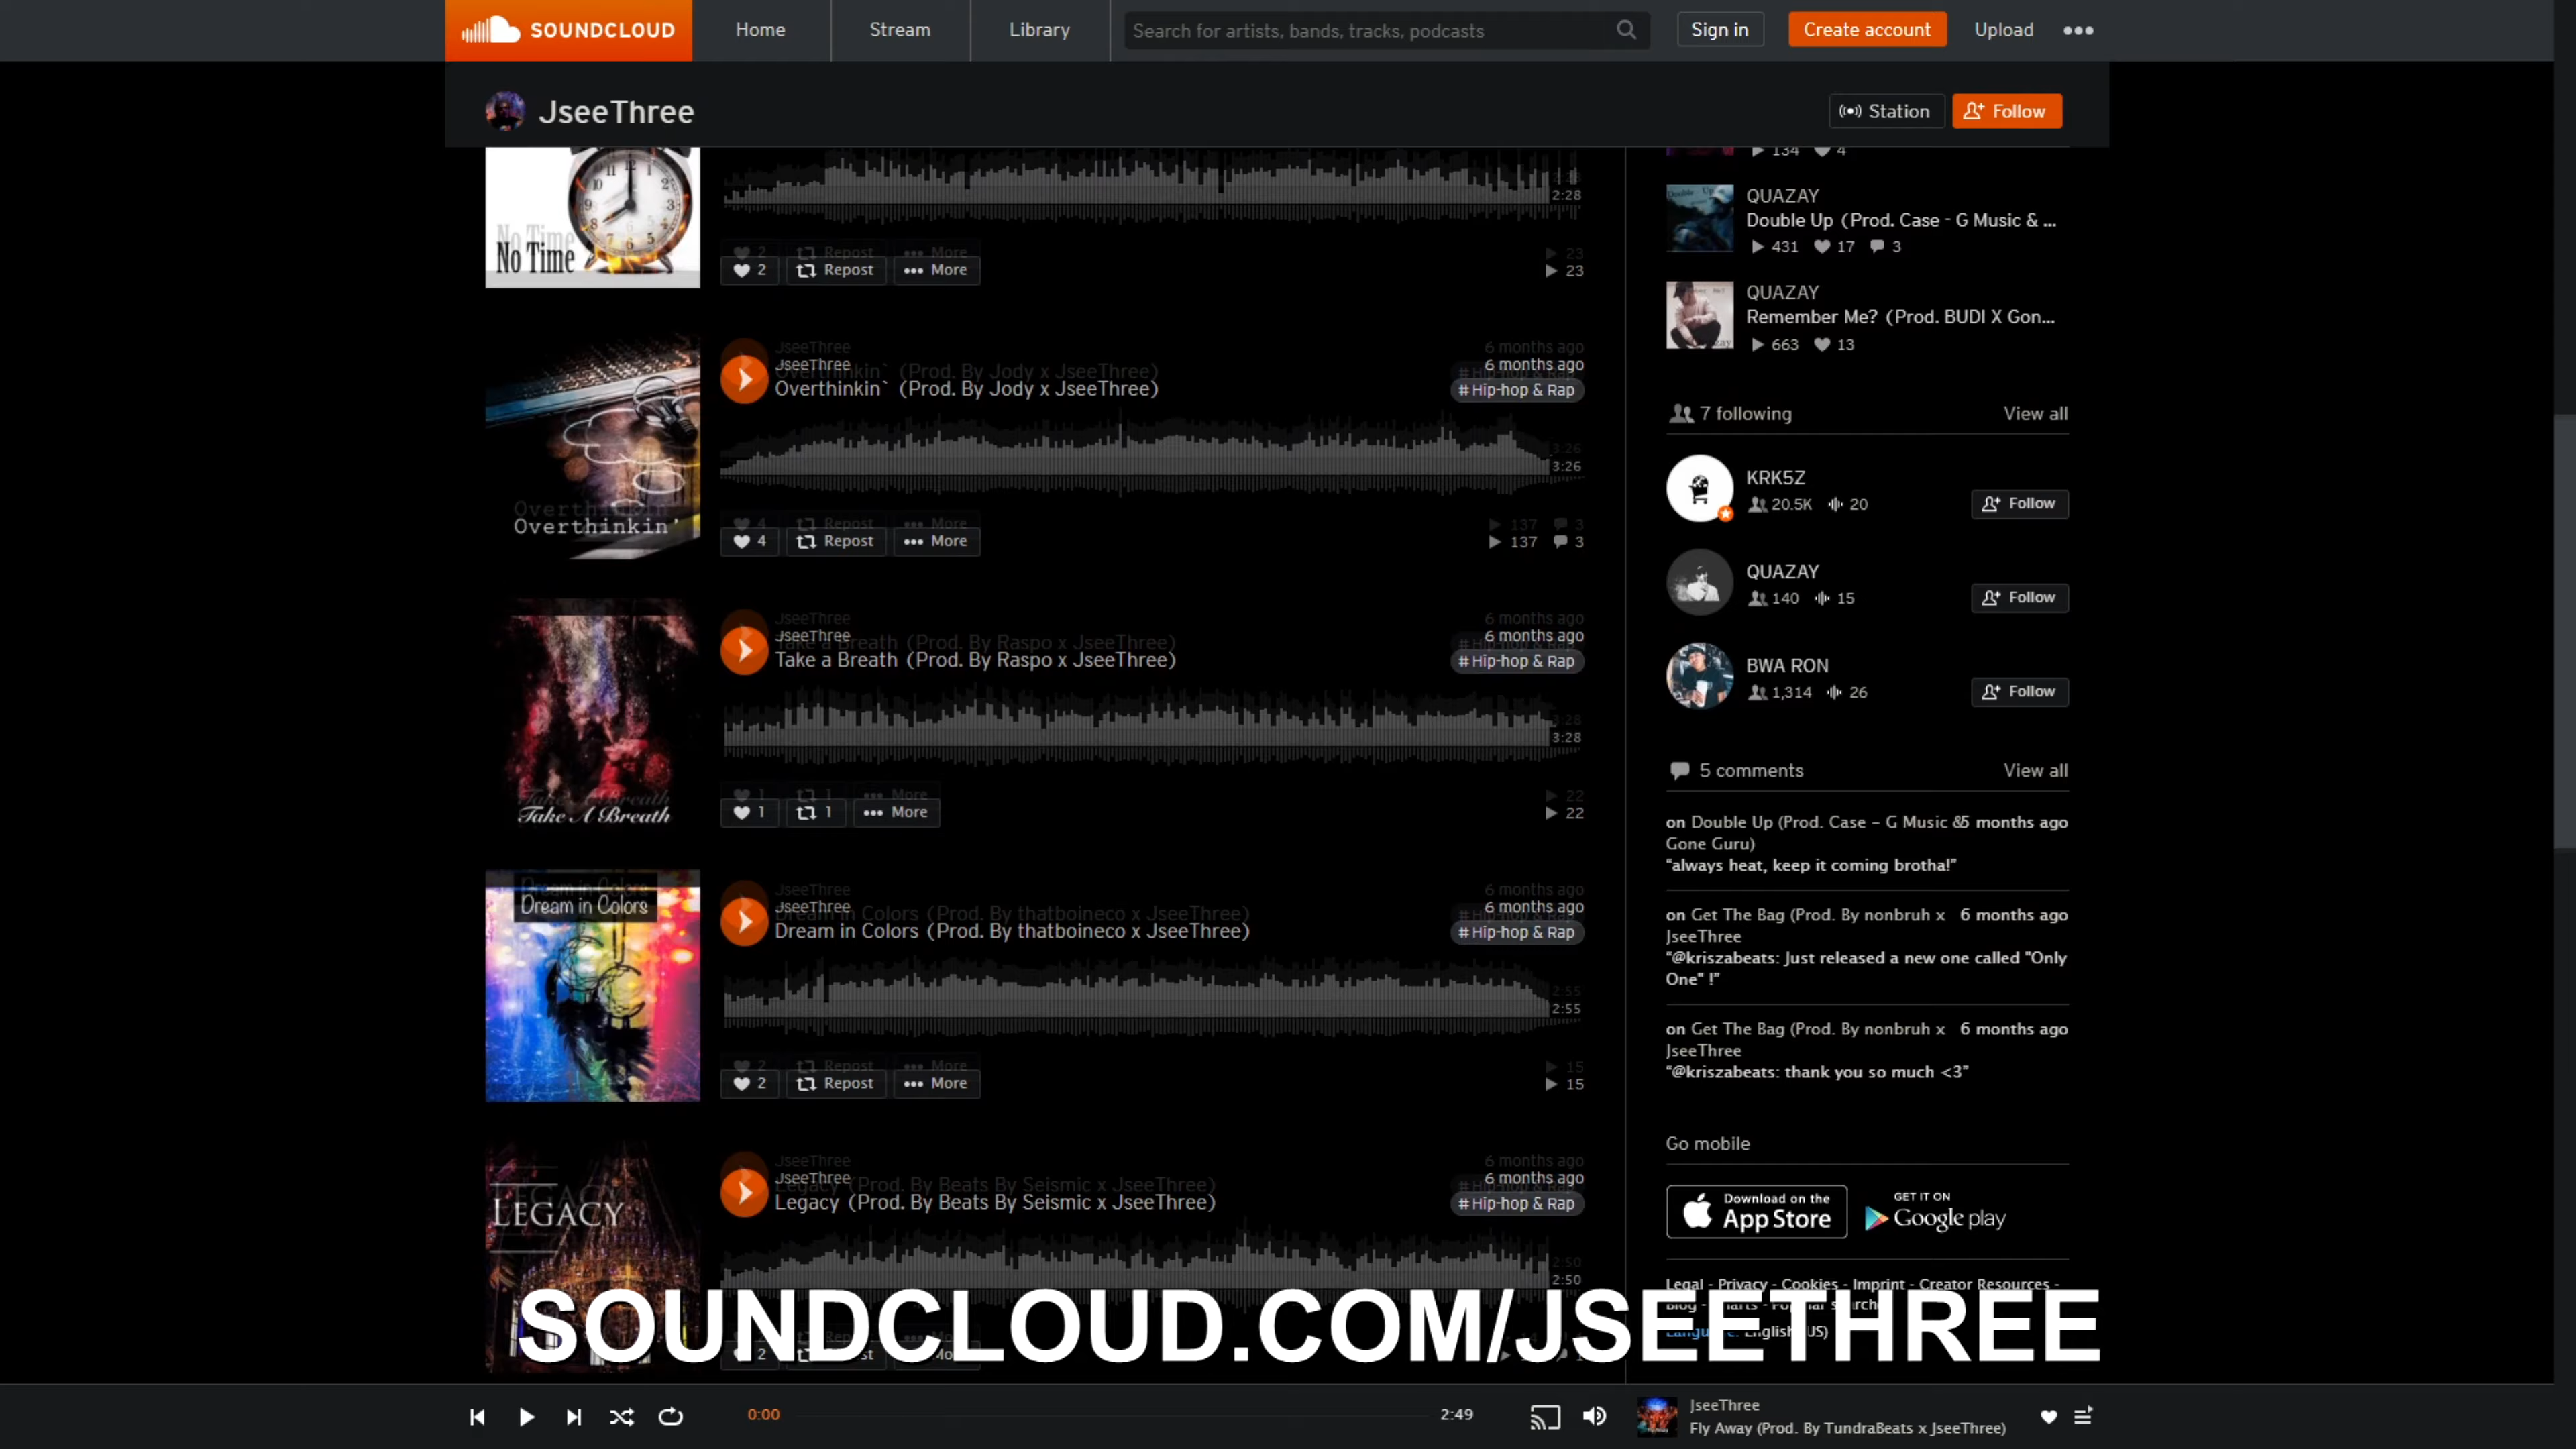 SOUNDCLOUD
Home
Stream
Library
Search for artists, bands, tracks, podcasts
Sign in
Create account
Upload
JseeThree
Station
Follow
No Time
2:28
2
Repost
More
23
JseeThree
6 months ago
Overthinkin` (Prod. By Jody x JseeThree)
# Hip-hop & Rap
3:26
Overthinkin'
4
Repost
More
137
3
JseeThree
6 months ago
Take a Breath (Prod. By Raspo x JseeThree)
# Hip-hop & Rap
3:28
Take A Breath
1
1
More
22
Dream in Colors
JseeThree
6 months ago
Dream in Colors (Prod. By thatboineco x JseeThree)
# Hip-hop & Rap
2:55
2
Repost
More
15
LEGACY
JseeThree
6 months ago
Legacy (Prod. By Beats By Seismic x JseeThree)
# Hip-hop & Rap
2:50
2
134 4
QUAZAY
Double Up (Prod. Case - G Music & ...
431 17 3
QUAZAY
Remember Me? (Prod. BUDI X Gon...
663 13
7 following
View all
KRK5Z
20.5K 20
Follow
QUAZAY
140 15
Follow
BWA RON
1,314 26
Follow
5 comments
View all
on Double Up (Prod. Case – G Music & 5 months ago
Gone Guru)
“always heat, keep it coming brotha!”
on Get The Bag (Prod. By nonbruh x 6 months ago
JseeThree
“@kriszabeats: Just released a new one called "Only
One" !”
on Get The Bag (Prod. By nonbruh x 6 months ago
JseeThree
“@kriszabeats: thank you so much <3”
Go mobile
Download on the
App Store
GET IT ON
Google play
Legal - Privacy - Cookies - Imprint - Creator Resources -
English (US)
SOUNDCLOUD.COM/JSEETHREE
0:00
2:49
JseeThree
Fly Away (Prod. By TundraBeats x JseeThree)